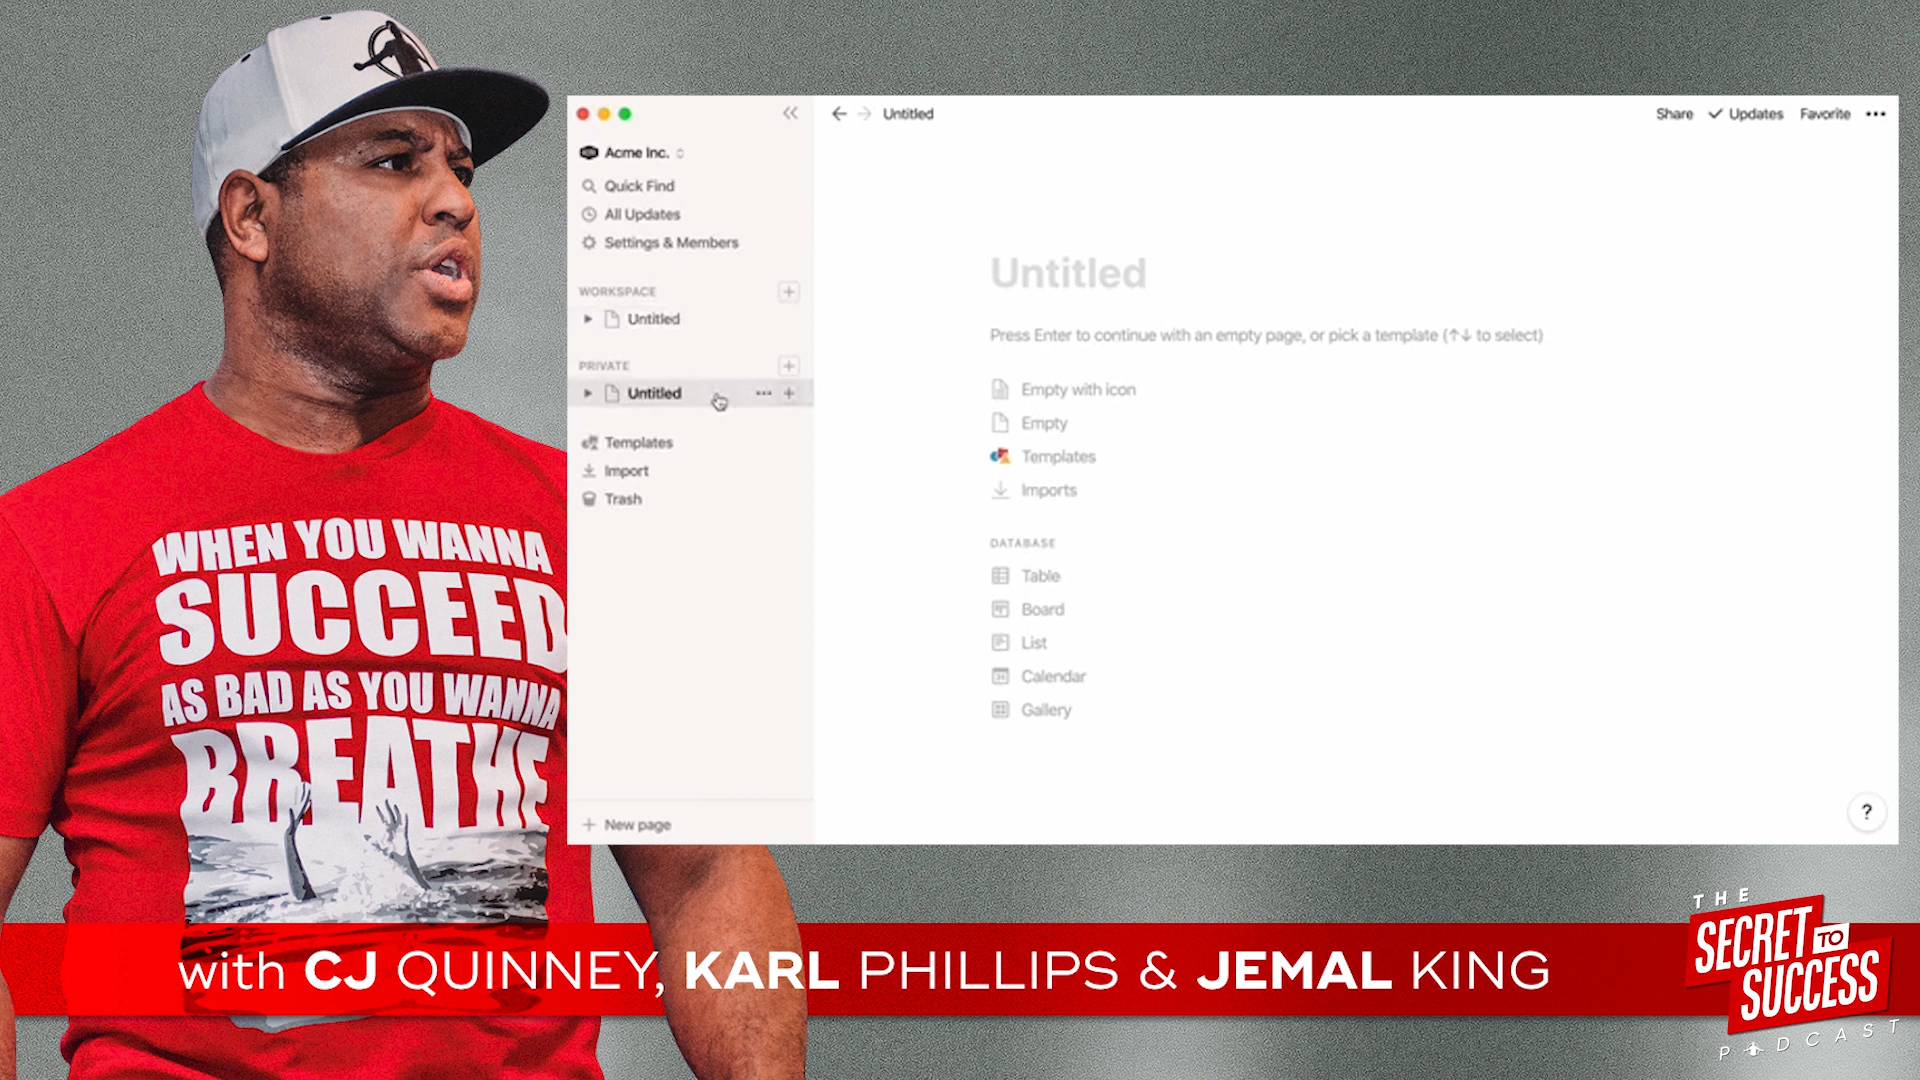 Untitled
Share
Updates
Favorite
Acme Inc.
Quick Find
All Updates
Settings & Members
WORKSPACE
Untitled
PRIVATE
Untitled
Templates
Import
Trash
New page
Untitled
Press Enter to continue with an empty page, or pick a template (↑↓ to select)
Empty with icon
Empty
Templates
Imports
DATABASE
Table
Board
List
Calendar
Gallery
?
WHEN YOU WANNA
SUCCEED
AS BAD AS YOU WANNA
BREATHE
with CJ QUINNEY, KARL PHILLIPS & JEMAL KING
THE
SECRET TO
SUCCESS
PODCAST